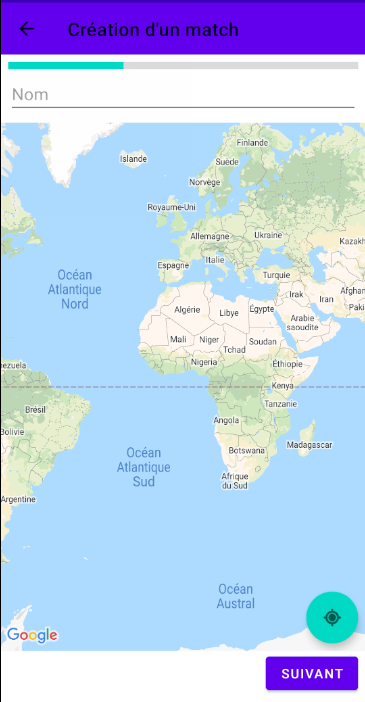 Création d'un match
Nom
Islande
Finlande
Suède
Norvège
Royaume-Uni
Allemagne
Ukraine
Kazakh
Espagne
Italie
Turquie
Océan
Atlantique
Nord
Irak
Iran
Afghan
Algérie
Libye
Égypte
Arabie
saoudite
Paki
Mali
Niger
Tchad
Soudan
Nigeria
Éthiopie
ezuela
Kenya
Tanzanie
Brésil
Angola
Bolivie
Botswana
Madagascar
Océan
Atlantique
Sud
Afrique
du Sud
Argentine
Océan
Austral
Google
SUIVANT